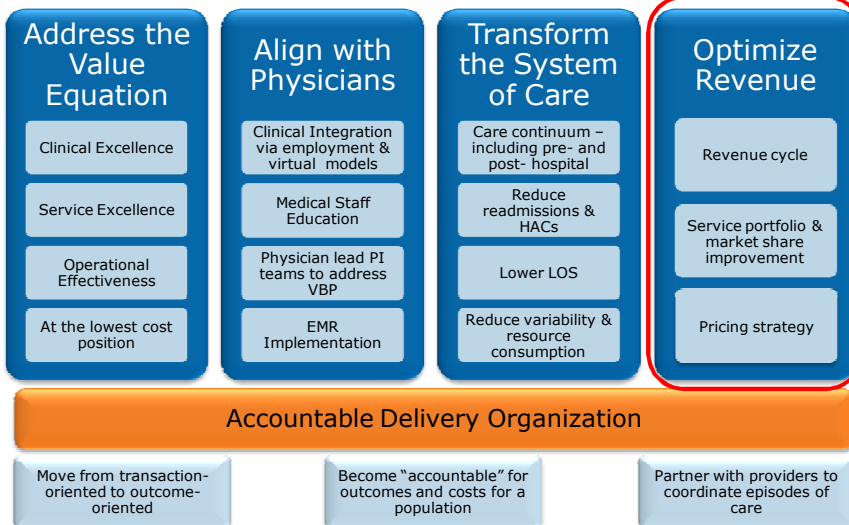 Address the
Value
Equation
Clinical Excellence
Service Excellence
Operational
Effectiveness
At the lowest cost
position
Align with
Physicians
Clinical Integration
via employment &
virtual models
Medical Staff
Education
Physician lead PI
teams to address
VBP
EMR
Implementation
Transform
the System
of Care
Care continuum –
including pre- and
post- hospital
Reduce
readmissions &
HACs
Lower LOS
Reduce variability &
resource
consumption
Optimize
Revenue
Revenue cycle
Service portfolio &
market share
improvement
Pricing strategy
Accountable Delivery Organization
Move from transaction-
oriented to outcome-
oriented
Become “accountable” for
outcomes and costs for a
population
Partner with providers to
coordinate episodes of
care